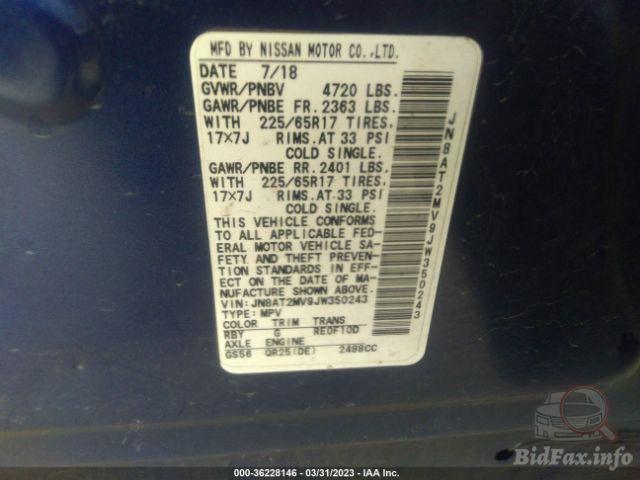 MFD BY NISSAN MOTOR CO.,LTD.
DATE 7/18
GVWR/PNBV 4720 LBS.
GAWR/PNBE FR. 2363 LBS.
WITH 225/65R17 TIRES.
17×7J RIMS.AT 33 PSI
COLD SINGLE.
GAWR/PNBE RR. 2401 LBS.
WITH 225/65R17 TIRES.
17×7J RIMS.AT 33 PSI
COLD SINGLE.
THIS VEHICLE CONFORMS
TO ALL APPLICABLE FED-
ERAL MOTOR VEHICLE SA-
FETY AND THEFT PREVEN-
TION STANDARDS IN EFF-
ECT ON THE DATE OF MA-
NUFACTURE SHOWN ABOVE.
VIN: JN8AT2MV9JW350243
TYPE: MPV
COLOR TRIM TRANS
RBY G RE0F10D
AXLE ENGINE
GS56 QR25(DE) 2488CC
JN8AT2MV9JW350243
BidFax.info
000-36228146 — 03/31/2023 — IAA Inc.